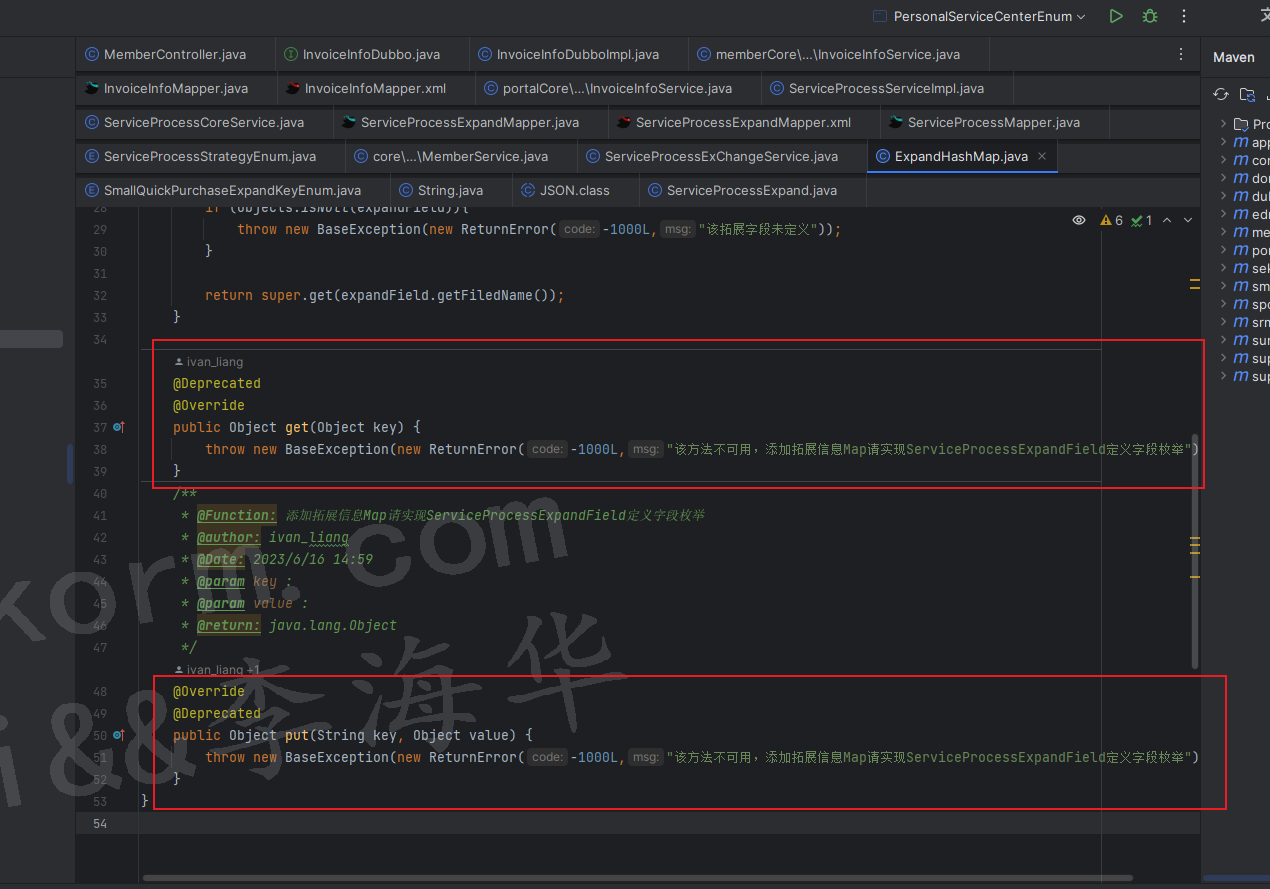 PersonalServiceCenterEnum
MemberController.java
InvoiceInfoDubbo.java
InvoiceInfoDubboImpl.java
memberCore\...\InvoiceInfoService.java
Maven
InvoiceInfoMapper.java
InvoiceInfoMapper.xml
portalCore\...\InvoiceInfoService.java
ServiceProcessServiceImpl.java
ServiceProcessCoreService.java
ServiceProcessExpandMapper.java
ServiceProcessExpandMapper.xml
ServiceProcessMapper.java
ServiceProcessStrategyEnum.java
core\...\MemberService.java
ServiceProcessExChangeService.java
ExpandHashMap.java
SmallQuickPurchaseExpandKeyEnum.java
String.java
JSON.class
ServiceProcessExpand.java
28 if (Objects.isNull(expandField)){
29 throw new BaseException(new ReturnError( code: -1000L, msg: "该拓展字段未定义"));
30 }
31
32 return super.get(expandField.getFiledName());
33 }
34
ivan_liang
35 @Deprecated
36 @Override
37 public Object get(Object key) {
38 throw new BaseException(new ReturnError( code: -1000L, msg: "该方法不可用，添加拓展信息Map请实现ServiceProcessExpandField定义字段枚举")
39 }
40 /**
41 * @Function: 添加拓展信息Map请实现ServiceProcessExpandField定义字段枚举
42 * @author: ivan_liang
43 * @Date: 2023/6/16 14:59
44 * @param key :
45 * @param value :
46 * @return: java.lang.Object
47 */
ivan_liang +1
48 @Override
49 @Deprecated
50 public Object put(String key, Object value) {
51 throw new BaseException(new ReturnError( code: -1000L, msg: "该方法不可用，添加拓展信息Map请实现ServiceProcessExpandField定义字段枚举")
52 }
53 }
54
6 1
Pro
app
con
dor
dul
edr
me
por
sek
sm
spo
srn
sur
sup
sup
korm.com
i&&李海华